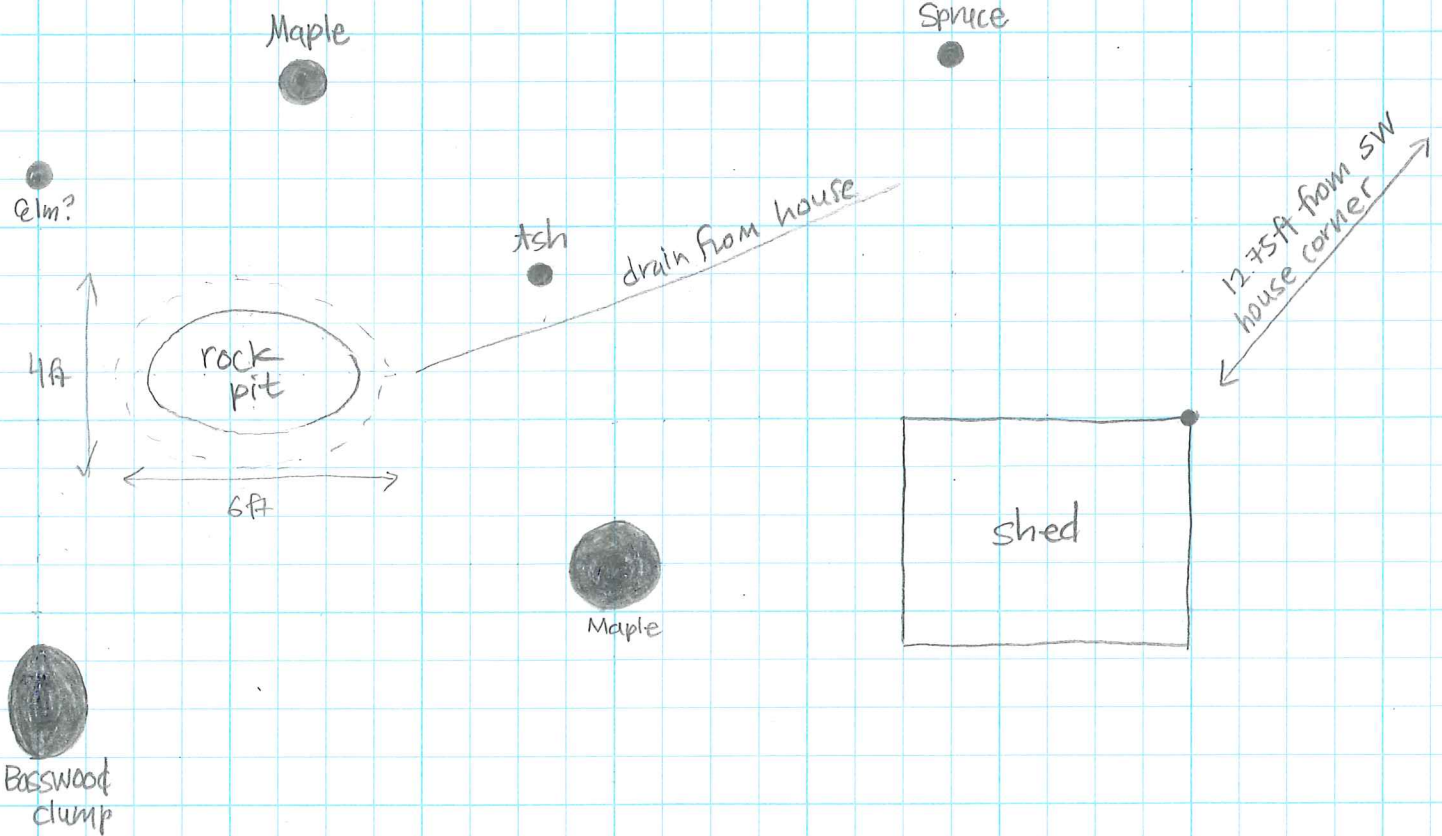 Maple
Spruce
Elm?
Ash
drain from house
12.75ft from SW
house corner
4ft
rock
pit
6ft
shed
Maple
Basswood
clump